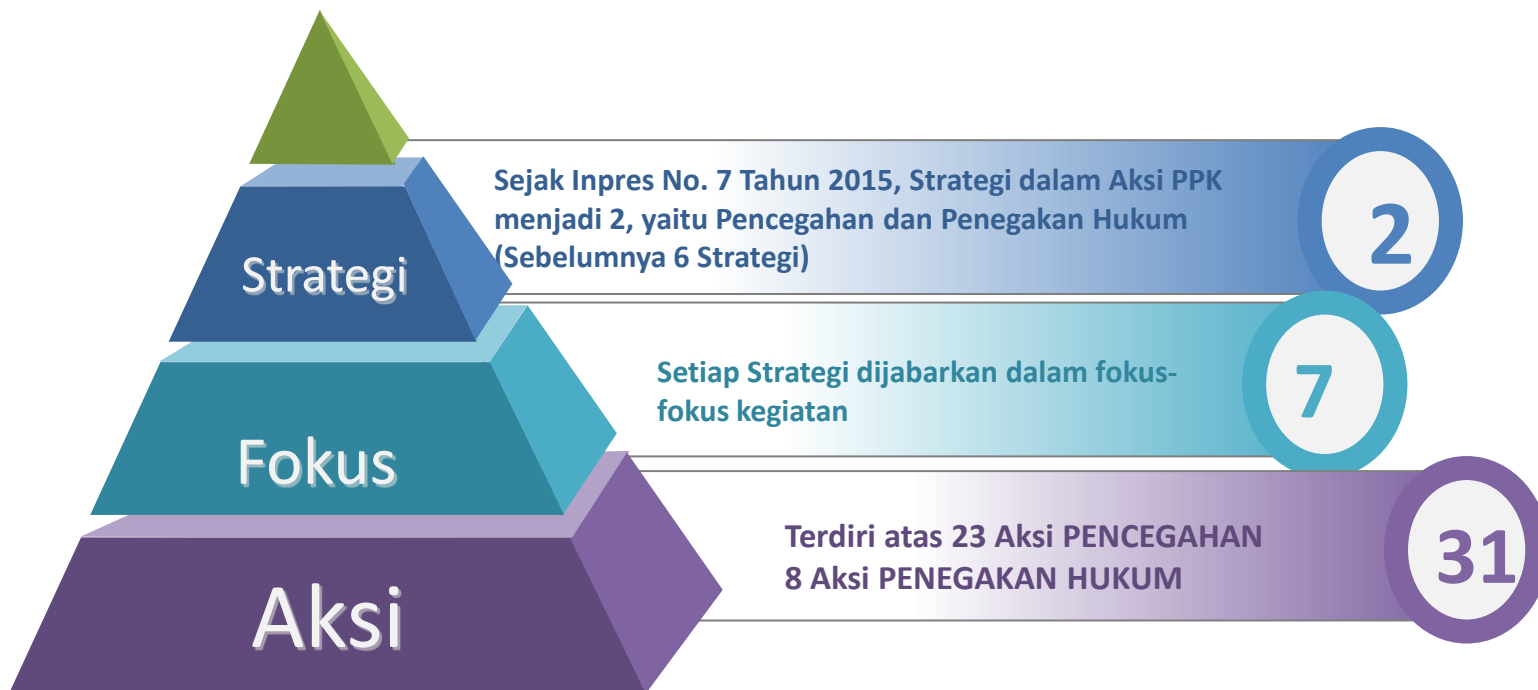 Sejak Inpres No. 7 Tahun 2015, Strategi dalam Aksi PPK
menjadi 2, yaitu Pencegahan dan Penegakan Hukum
(Sebelumnya 6 Strategi)
2
Strategi
Setiap Strategi dijabarkan dalam fokus-
fokus kegiatan
7
Fokus
Terdiri atas 23 Aksi PENCEGAHAN
8 Aksi PENEGAKAN HUKUM
31
Aksi